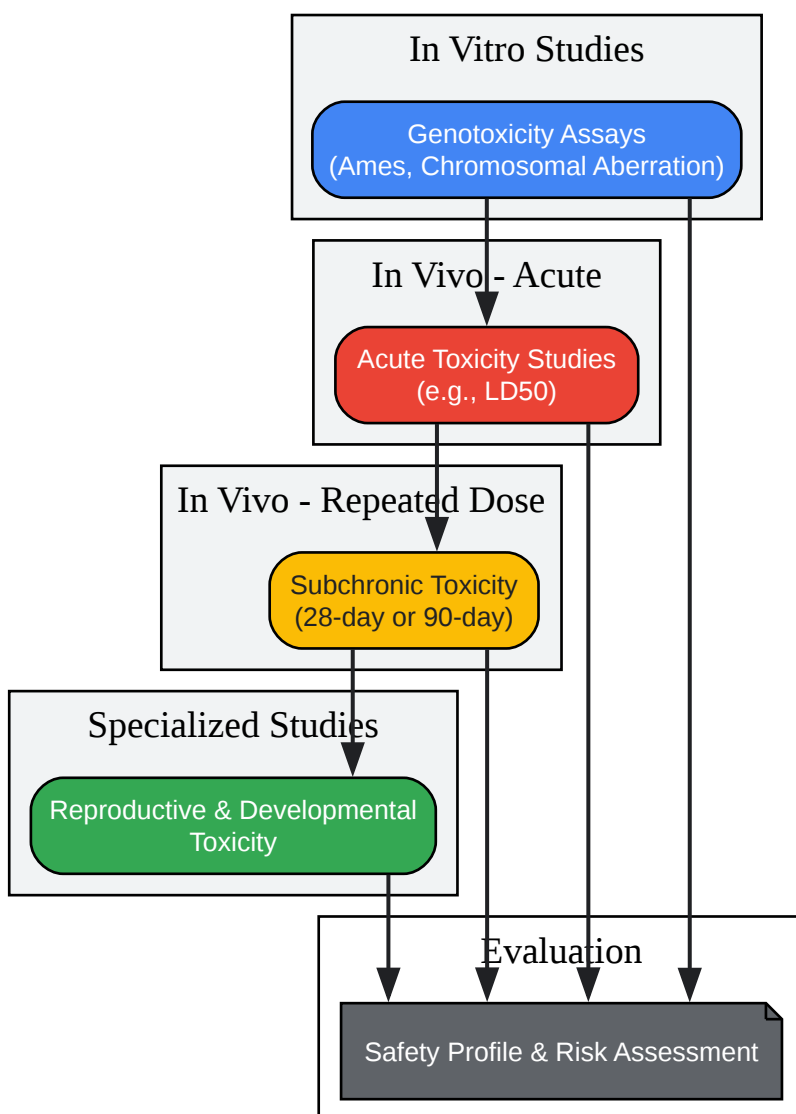 In Vitro Studies
Genotoxicity Assays
(Ames, Chromosomal Aberration)
In Vivo - Acute
Acute Toxicity Studies
(e.g., LD50)
In Vivo - Repeated Dose
Subchronic Toxicity
(28-day or 90-day)
Specialized Studies
Reproductive & Developmental
Toxicity
Evaluation
Safety Profile & Risk Assessment